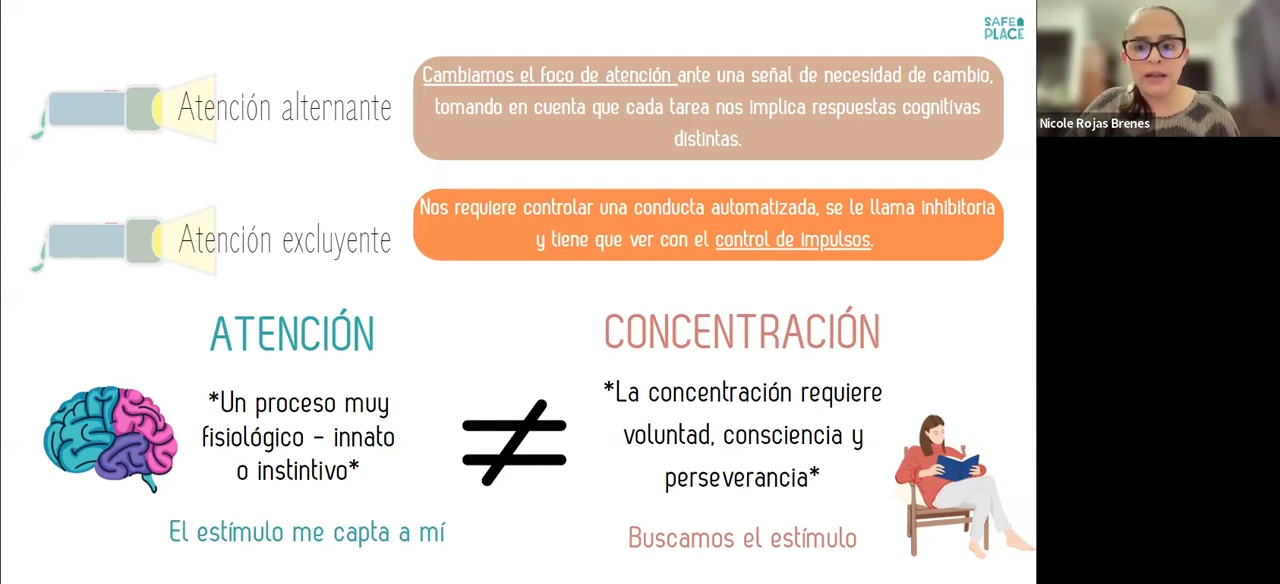 SAFE
PLACE
Nicole Rojas Brenes
Atención alternante
Cambiamos el foco de atención ante una señal de necesidad de cambio,
tomando en cuenta que cada tarea nos implica respuestas cognitivas
distintas.
Atención excluyente
Nos requiere controlar una conducta automatizada, se le llama inhibitoria
y tiene que ver con el control de impulsos.
ATENCIÓN
*Un proceso muy
fisiológico - innato
o instintivo*
El estímulo me capta a mí
≠
CONCENTRACIÓN
*La concentración requiere
voluntad, consciencia y
perseverancia*
Buscamos el estímulo